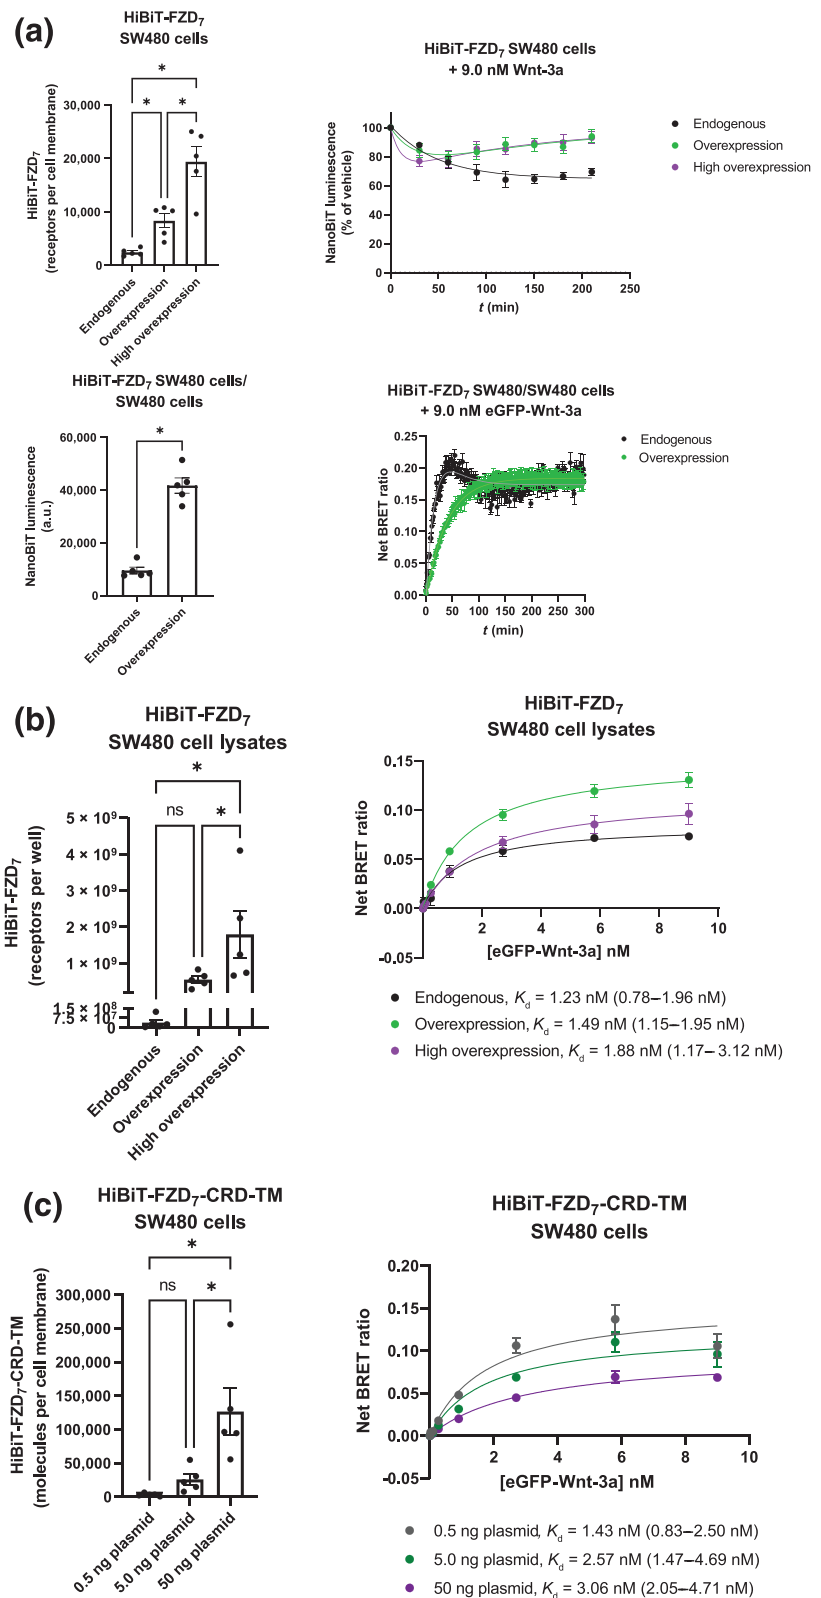 (a)
HiBiT-FZD₇
SW480 cells
*
* *
30,000
20,000
10,000
0
HiBiT-FZD₇
(receptors per cell membrane)
Endogenous
Overexpression
High overexpression
HiBiT-FZD₇ SW480 cells
+ 9.0 nM Wnt-3a
100
80
60
40
20
0
NanoBiT luminescence
(% of vehicle)
0 50 100 150 200 250
t (min)
Endogenous
Overexpression
High overexpression
HiBiT-FZD₇ SW480 cells/
SW480 cells
*
60,000
40,000
20,000
0
NanoBiT luminescence
(a.u.)
Endogenous
Overexpression
HiBiT-FZD₇ SW480/SW480 cells
+ 9.0 nM eGFP-Wnt-3a
0.25
0.20
0.15
0.10
0.05
0.00
Net BRET ratio
0 50 100 150 200 250 300
t (min)
Endogenous
Overexpression
(b)
HiBiT-FZD₇
SW480 cell lysates
*
ns *
5 × 10⁹
4 × 10⁹
3 × 10⁹
2 × 10⁹
1 × 10⁹
1.5 × 10⁸
7.5 × 10⁷
0
HiBiT-FZD₇
(receptors per well)
Endogenous
Overexpression
High overexpression
HiBiT-FZD₇
SW480 cell lysates
0.15
0.10
0.05
0.00
-0.05
Net BRET ratio
2 4 6 8 10
[eGFP-Wnt-3a] nM
Endogenous, K_d = 1.23 nM (0.78–1.96 nM)
Overexpression, K_d = 1.49 nM (1.15–1.95 nM)
High overexpression, K_d = 1.88 nM (1.17–3.12 nM)
(c)
HiBiT-FZD₇-CRD-TM
SW480 cells
*
ns *
300,000
250,000
200,000
150,000
100,000
50,000
0
HiBiT-FZD₇-CRD-TM
(molecules per cell membrane)
0.5 ng plasmid
5.0 ng plasmid
50 ng plasmid
HiBiT-FZD₇-CRD-TM
SW480 cells
0.20
0.15
0.10
0.05
0.00
-0.05
Net BRET ratio
2 4 6 8 10
[eGFP-Wnt-3a] nM
0.5 ng plasmid, K_d = 1.43 nM (0.83–2.50 nM)
5.0 ng plasmid, K_d = 2.57 nM (1.47–4.69 nM)
50 ng plasmid, K_d = 3.06 nM (2.05–4.71 nM)